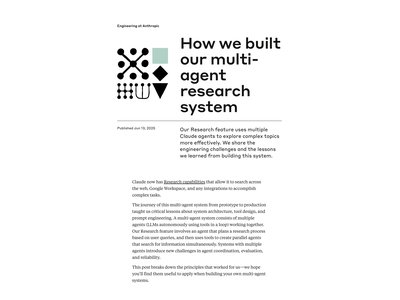 Engineering at Anthropic
How we built
our multi-
agent
research
system
Published Jun 13, 2025
Our Research feature uses multiple
Claude agents to explore complex topics
more effectively. We share the
engineering challenges and the lessons
we learned from building this system.
Claude now has Research capabilities that allow it to search across
the web, Google Workspace, and any integrations to accomplish
complex tasks.
The journey of this multi-agent system from prototype to production
taught us critical lessons about system architecture, tool design, and
prompt engineering. A multi-agent system consists of multiple
agents (LLMs autonomously using tools in a loop) working together.
Our Research feature involves an agent that plans a research process
based on user queries, and then uses tools to create parallel agents
that search for information simultaneously. Systems with multiple
agents introduce new challenges in agent coordination, evaluation,
and reliability.
This post breaks down the principles that worked for us—we hope
you'll find them useful to apply when building your own multi-agent
systems.